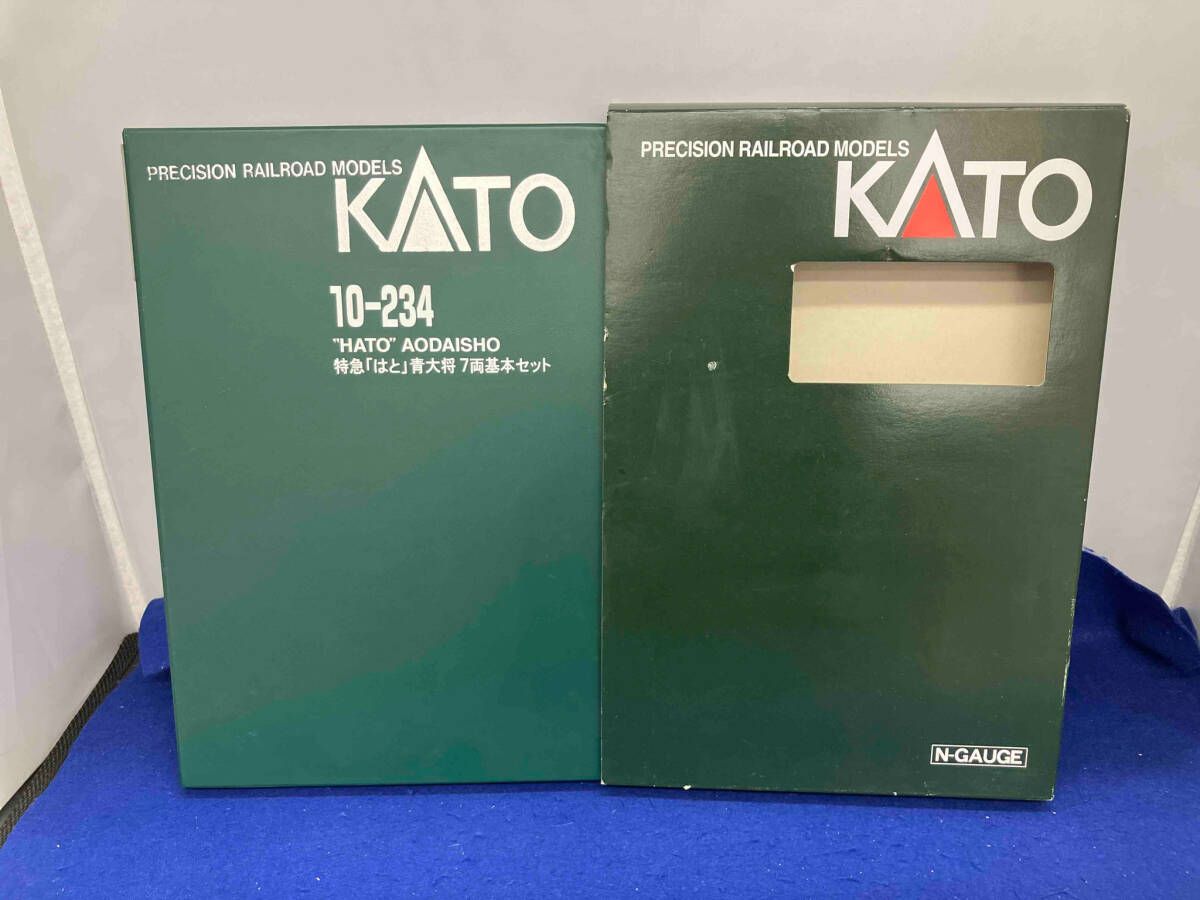 PRECISION RAILROAD MODELS
KATO
10-234
"HATO" AODAISHO
特急「はと」青大将 7両基本セット
PRECISION RAILROAD MODELS
KATO
N-GAUGE